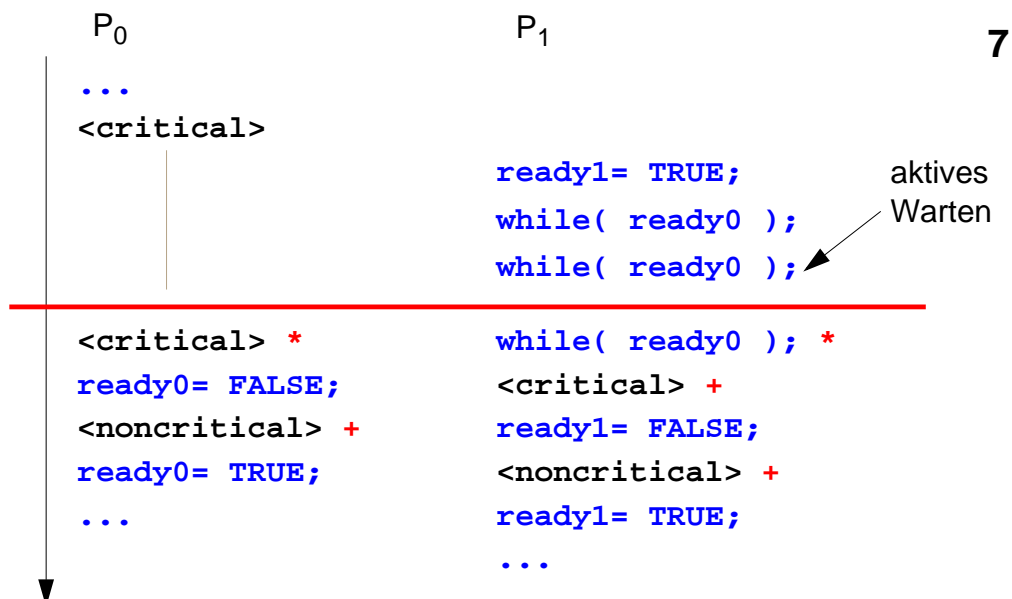 P0 P1
7
...
<critical>
ready1= TRUE;
aktives
Warten
while( ready0 );
while( ready0 );
<critical> * while( ready0 ); *
ready0= FALSE; <critical> +
<noncritical> + ready1= FALSE;
ready0= TRUE; <noncritical> +
... ready1= TRUE;
...